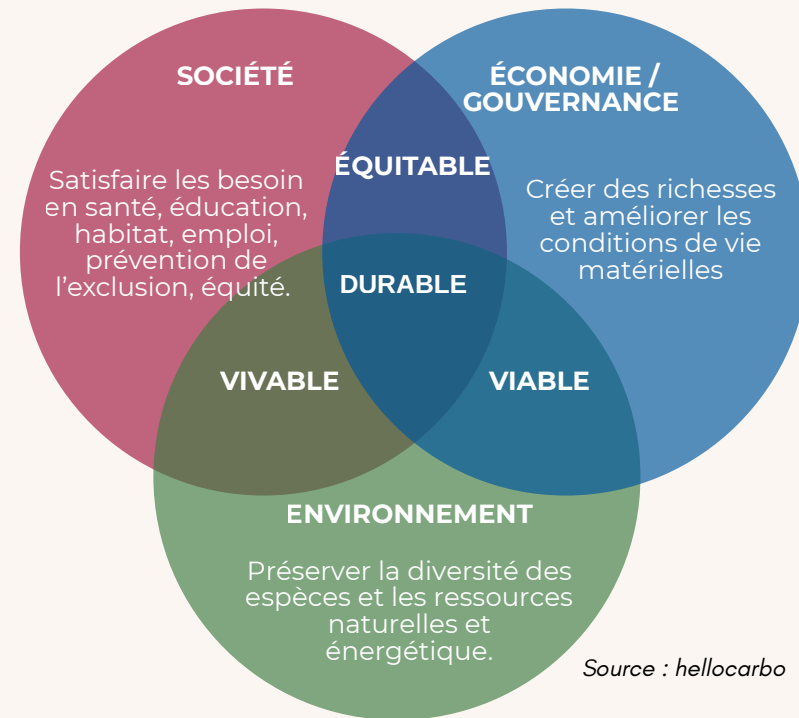 SOCIÉTÉ
Satisfaire les besoin
en santé, éducation,
habitat, emploi,
prévention de
l'exclusion, équité.
ÉCONOMIE /
GOUVERNANCE
Créer des richesses
et améliorer les
conditions de vie
matérielles
ÉQUITABLE
DURABLE
VIVABLE
VIABLE
ENVIRONNEMENT
Préserver la diversité des
espèces et les ressources
naturelles et
énergétique.
Source : hellocarbo